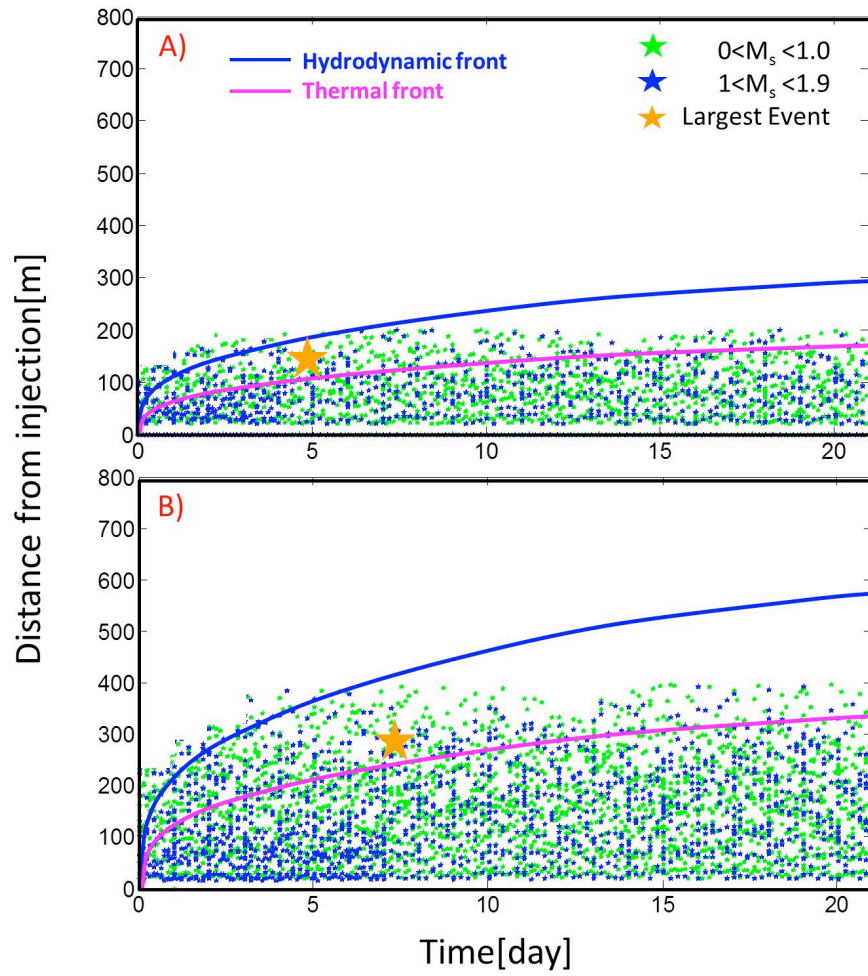 A)
Hydrodynamic front
Thermal front
0<Ms<1.0
1<Ms<1.9
Largest Event
800
700
600
500
400
300
200
100
0
0 5 10 15 20
B)
800
700
600
500
400
300
200
100
0
0 5 10 15 20
Distance from injection[m]
Time[day]